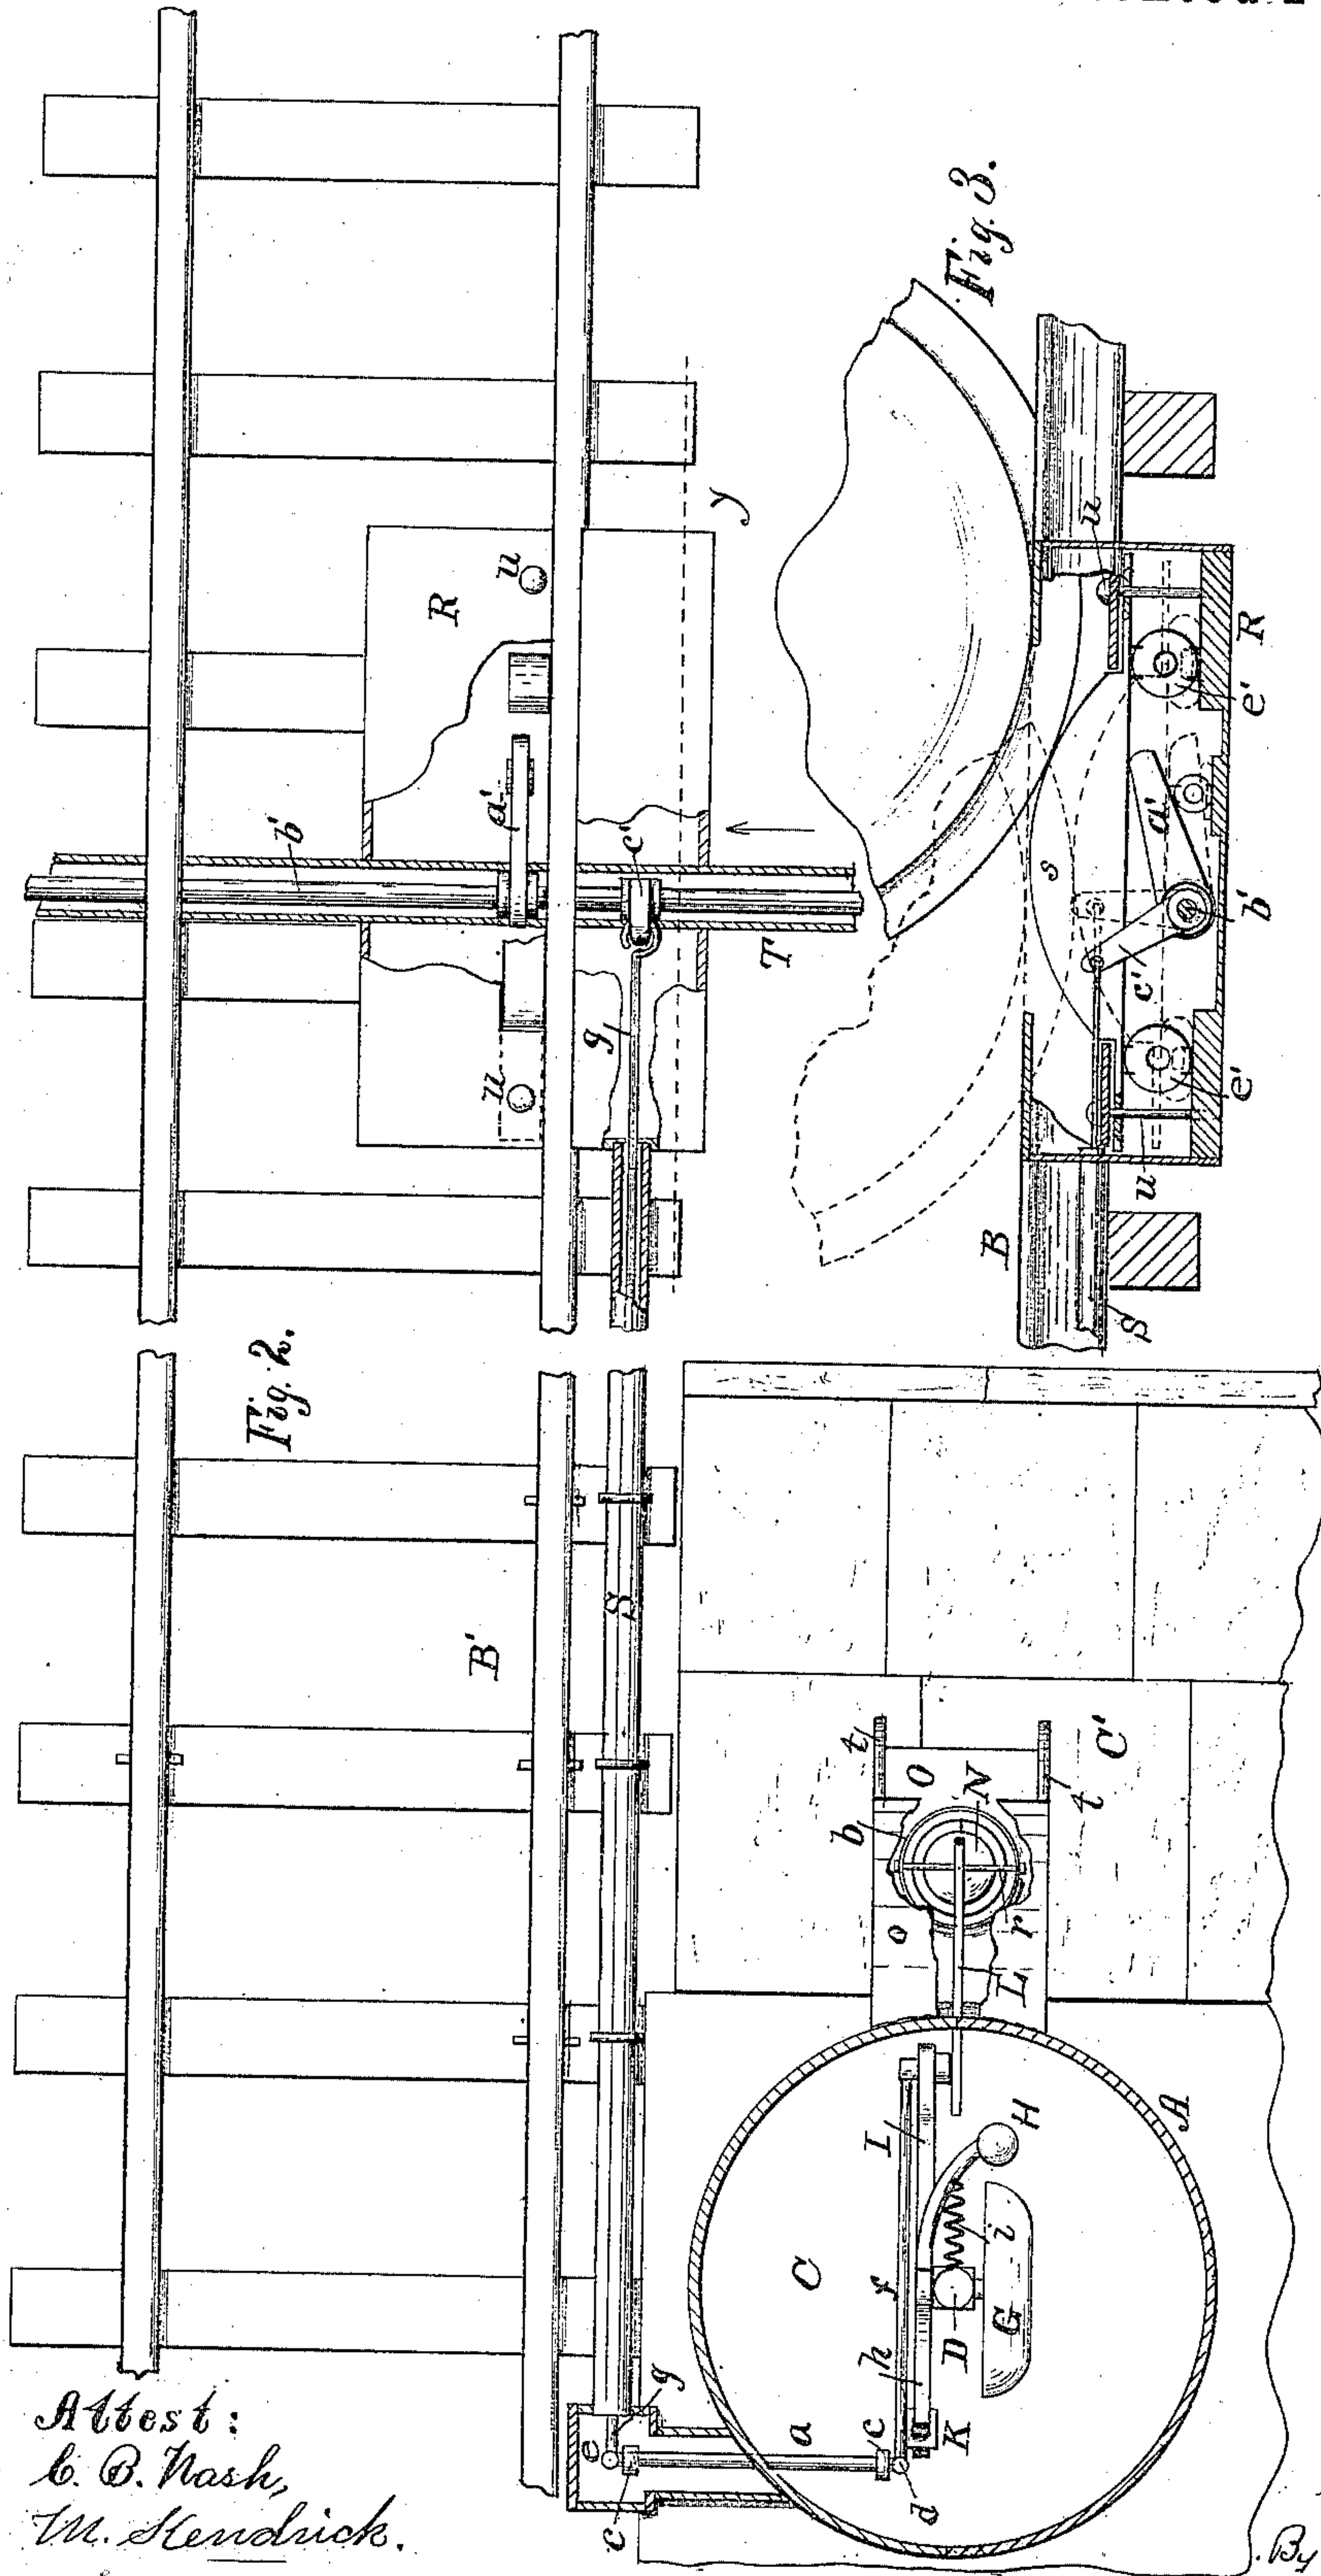 Fig. 2.
Fig. 3.
b'
a'
R
u
u
c'
T
g
y
B'
S
B
S
s
u
u
a'
c'
b'
e'
e'
R
e
g
c
a
c
d
K
h
f
I
C
D
G
i
H
A
L
o
b
O
N
r
t
t
C'
Attest:
C. B. Nash,
M. Kendrick.
By